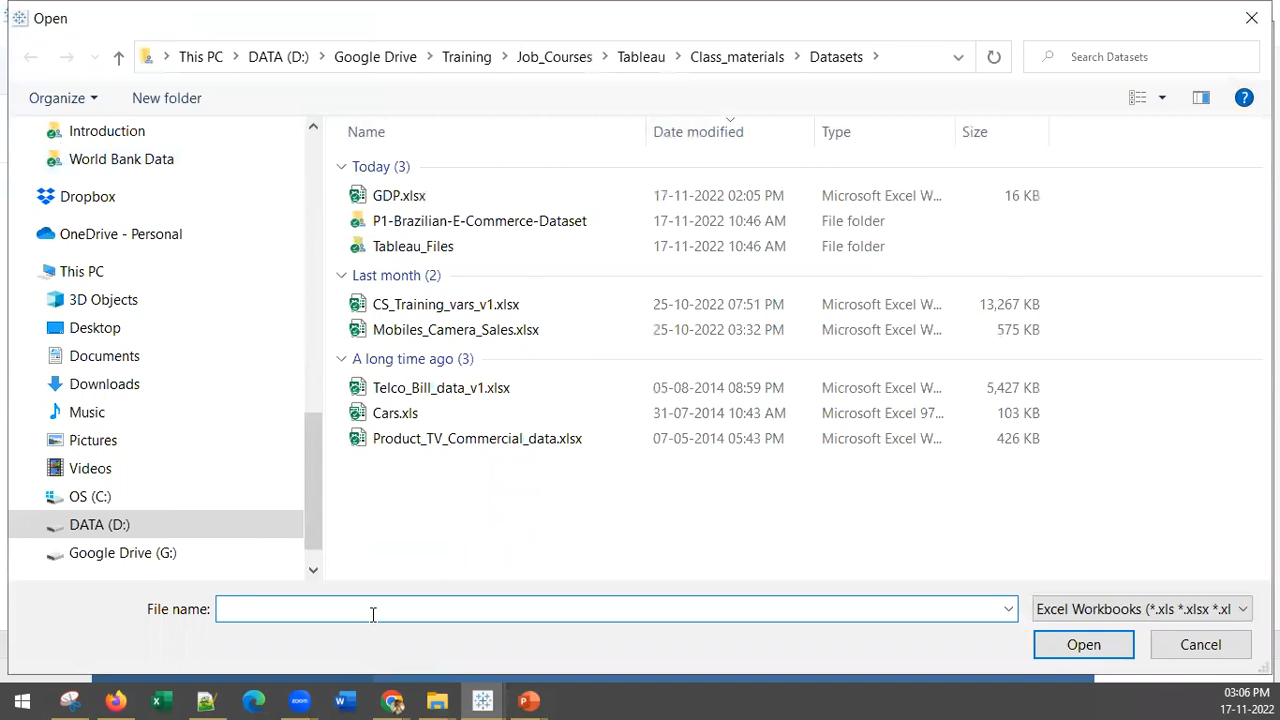 Open
This PC > DATA (D:) > Google Drive > Training > Job_Courses > Tableau > Class_materials > Datasets >
Search Datasets
Organize
New folder
Introduction
World Bank Data
Dropbox
OneDrive - Personal
This PC
3D Objects
Desktop
Documents
Downloads
Music
Pictures
Videos
OS (C:)
DATA (D:)
Google Drive (G:)
Name Date modified Type Size
Today (3)
GDP.xlsx 17-11-2022 02:05 PM Microsoft Excel W... 16 KB
P1-Brazilian-E-Commerce-Dataset 17-11-2022 10:46 AM File folder
Tableau_Files 17-11-2022 10:46 AM File folder
Last month (2)
CS_Training_vars_v1.xlsx 25-10-2022 07:51 PM Microsoft Excel W... 13,267 KB
Mobiles_Camera_Sales.xlsx 25-10-2022 03:32 PM Microsoft Excel W... 575 KB
A long time ago (3)
Telco_Bill_data_v1.xlsx 05-08-2014 08:59 PM Microsoft Excel W... 5,427 KB
Cars.xls 31-07-2014 10:43 AM Microsoft Excel 97... 103 KB
Product_TV_Commercial_data.xlsx 07-05-2014 05:43 PM Microsoft Excel W... 426 KB
File name:
Excel Workbooks (*.xls *.xlsx *.xl
Open
Cancel
zoom
03:06 PM
17-11-2022